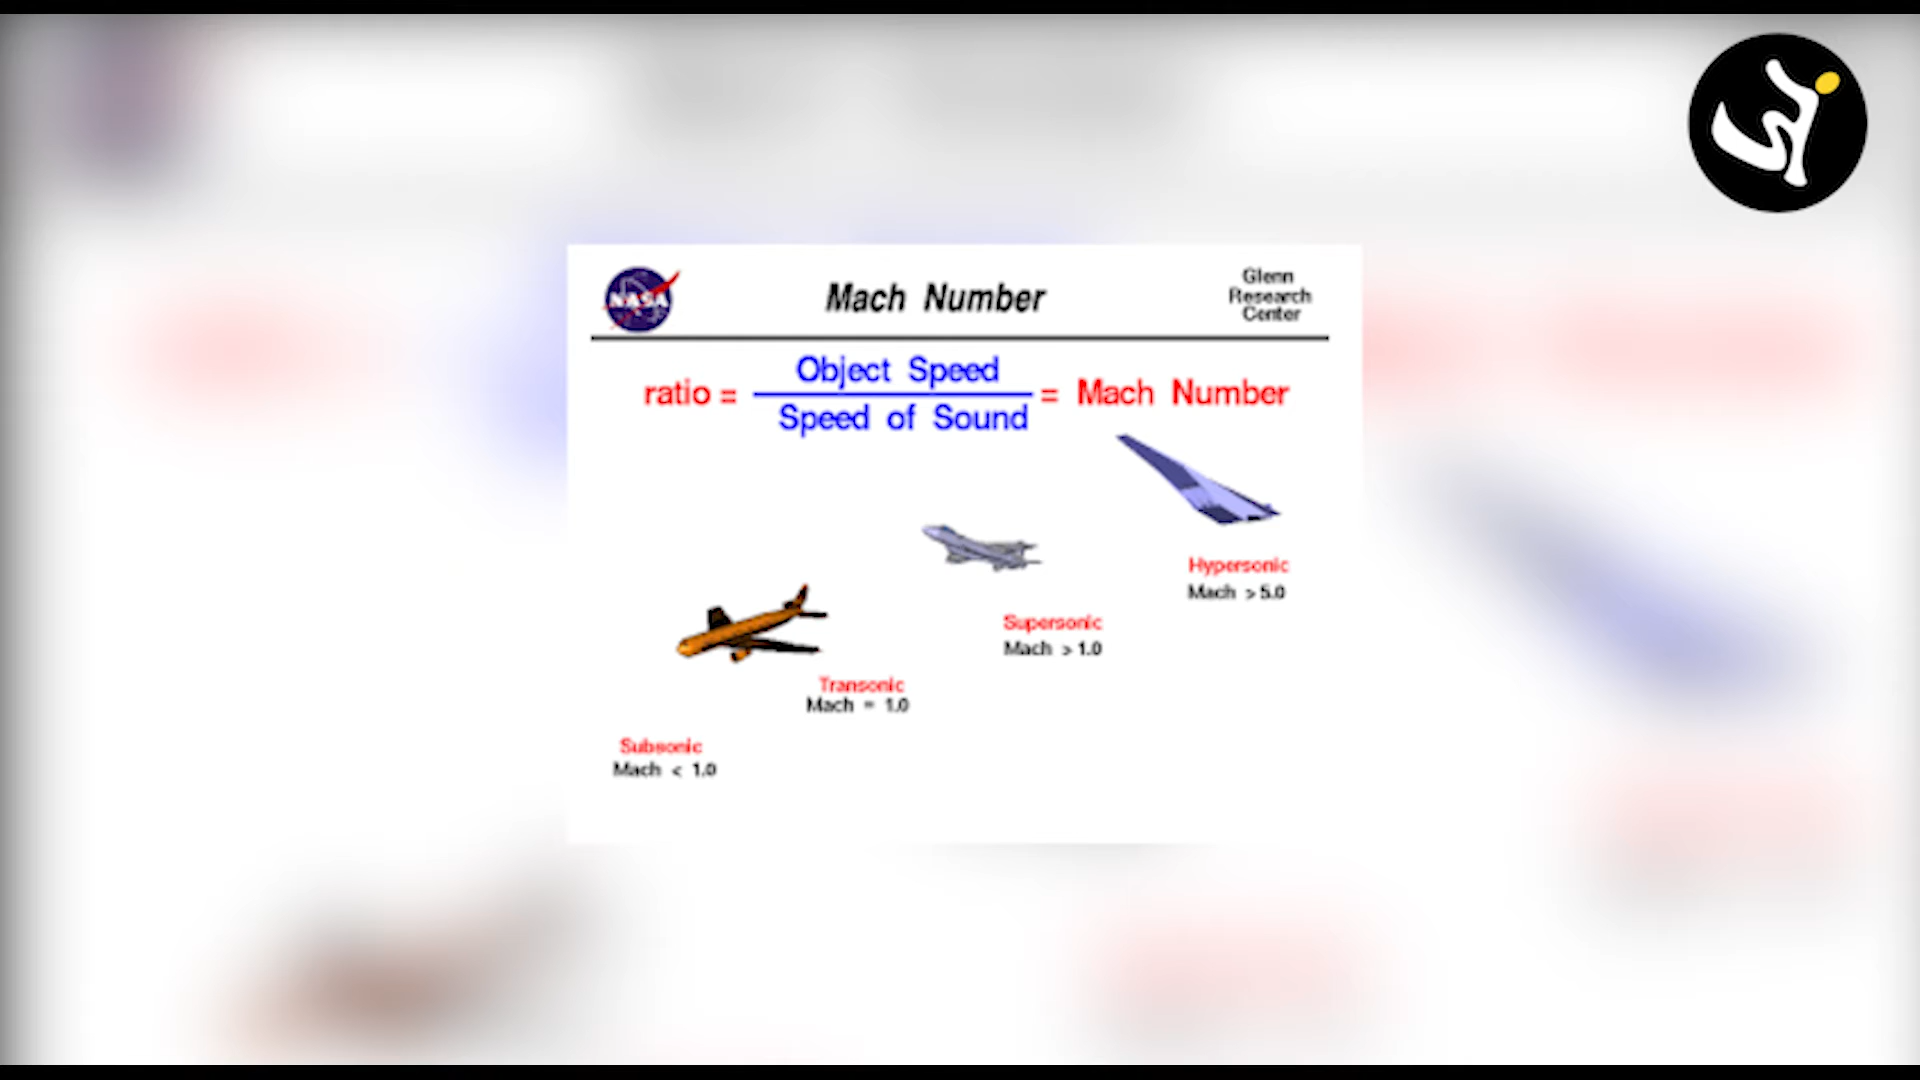 NASA
Mach Number
Glenn
Research
Center
ratio = Object Speed / Speed of Sound = Mach Number
Hypersonic
Mach > 5.0
Supersonic
Mach > 1.0
Transonic
Mach = 1.0
Subsonic
Mach < 1.0